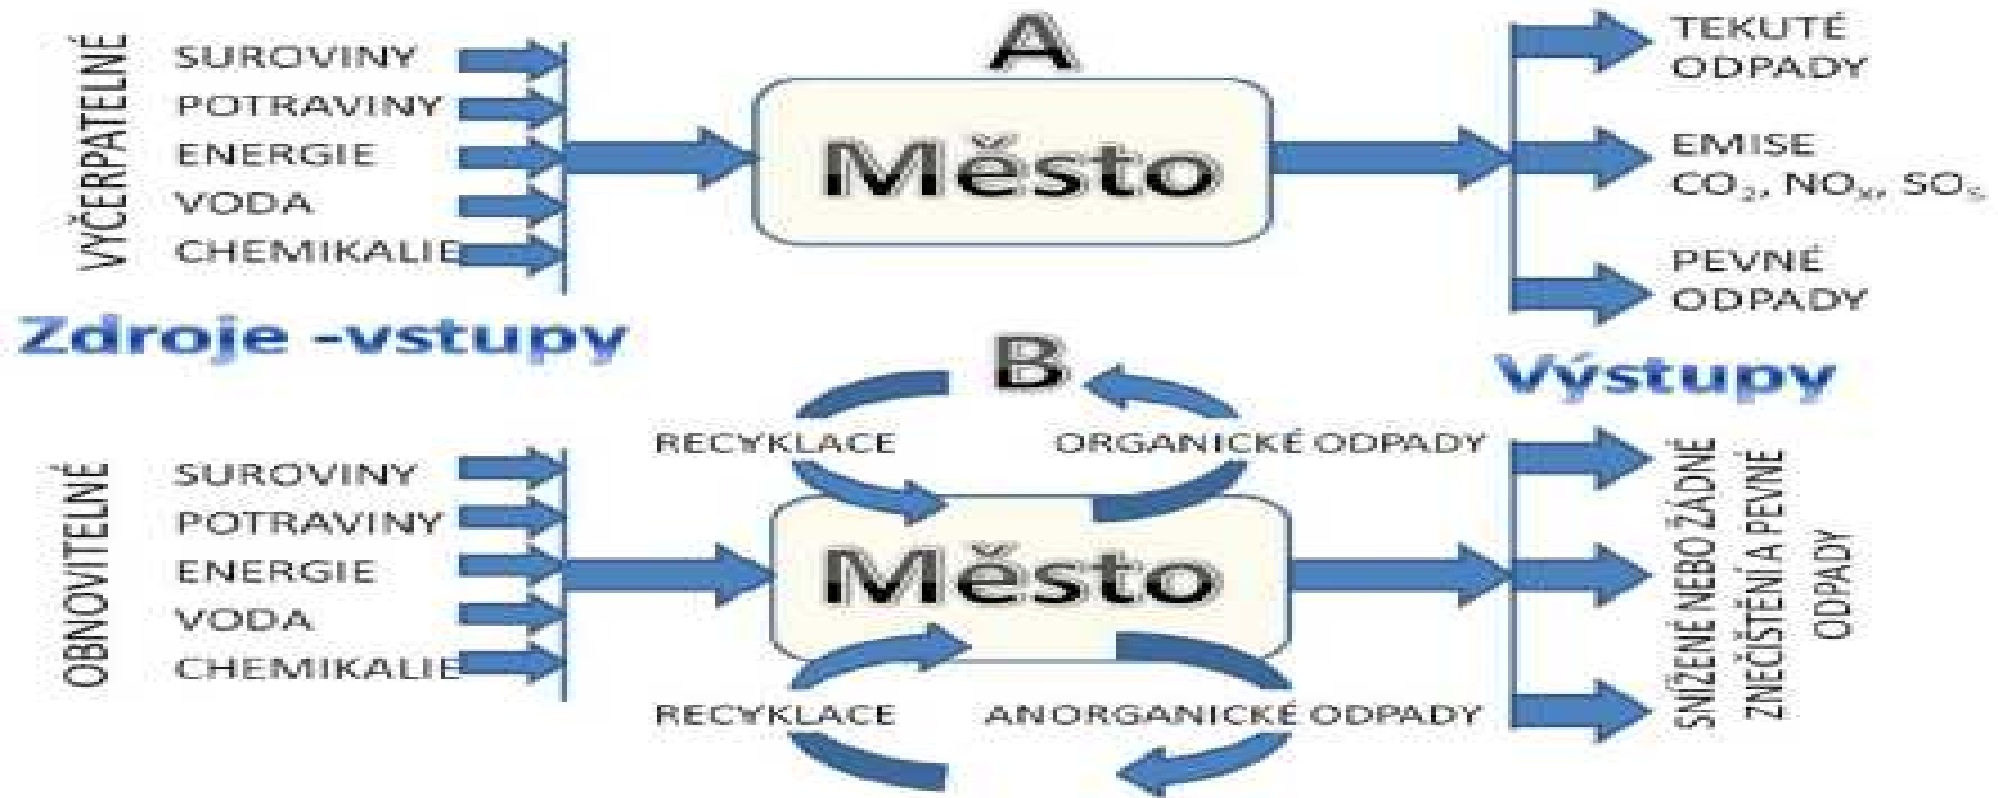 A
VYČERPATELNÉ
SUROVINY
POTRAVINY
ENERGIE
VODA
CHEMIKALIE
Město
TEKUTÉ
ODPADY
EMISE
CO₂, NOₓ, SO
PEVNÉ
ODPADY
Zdroje -vstupy
Výstupy
B
OBNOVITELNÉ
SUROVINY
POTRAVINY
ENERGIE
VODA
CHEMIKALIE
RECYKLACE
ORGANICKÉ ODPADY
Město
RECYKLACE
ANORGANICKÉ ODPADY
SNÍŽENÉ NEBO ŽÁDNÉ
ZNEČIŠTĚNÍ A PEVNÉ
ODPADY